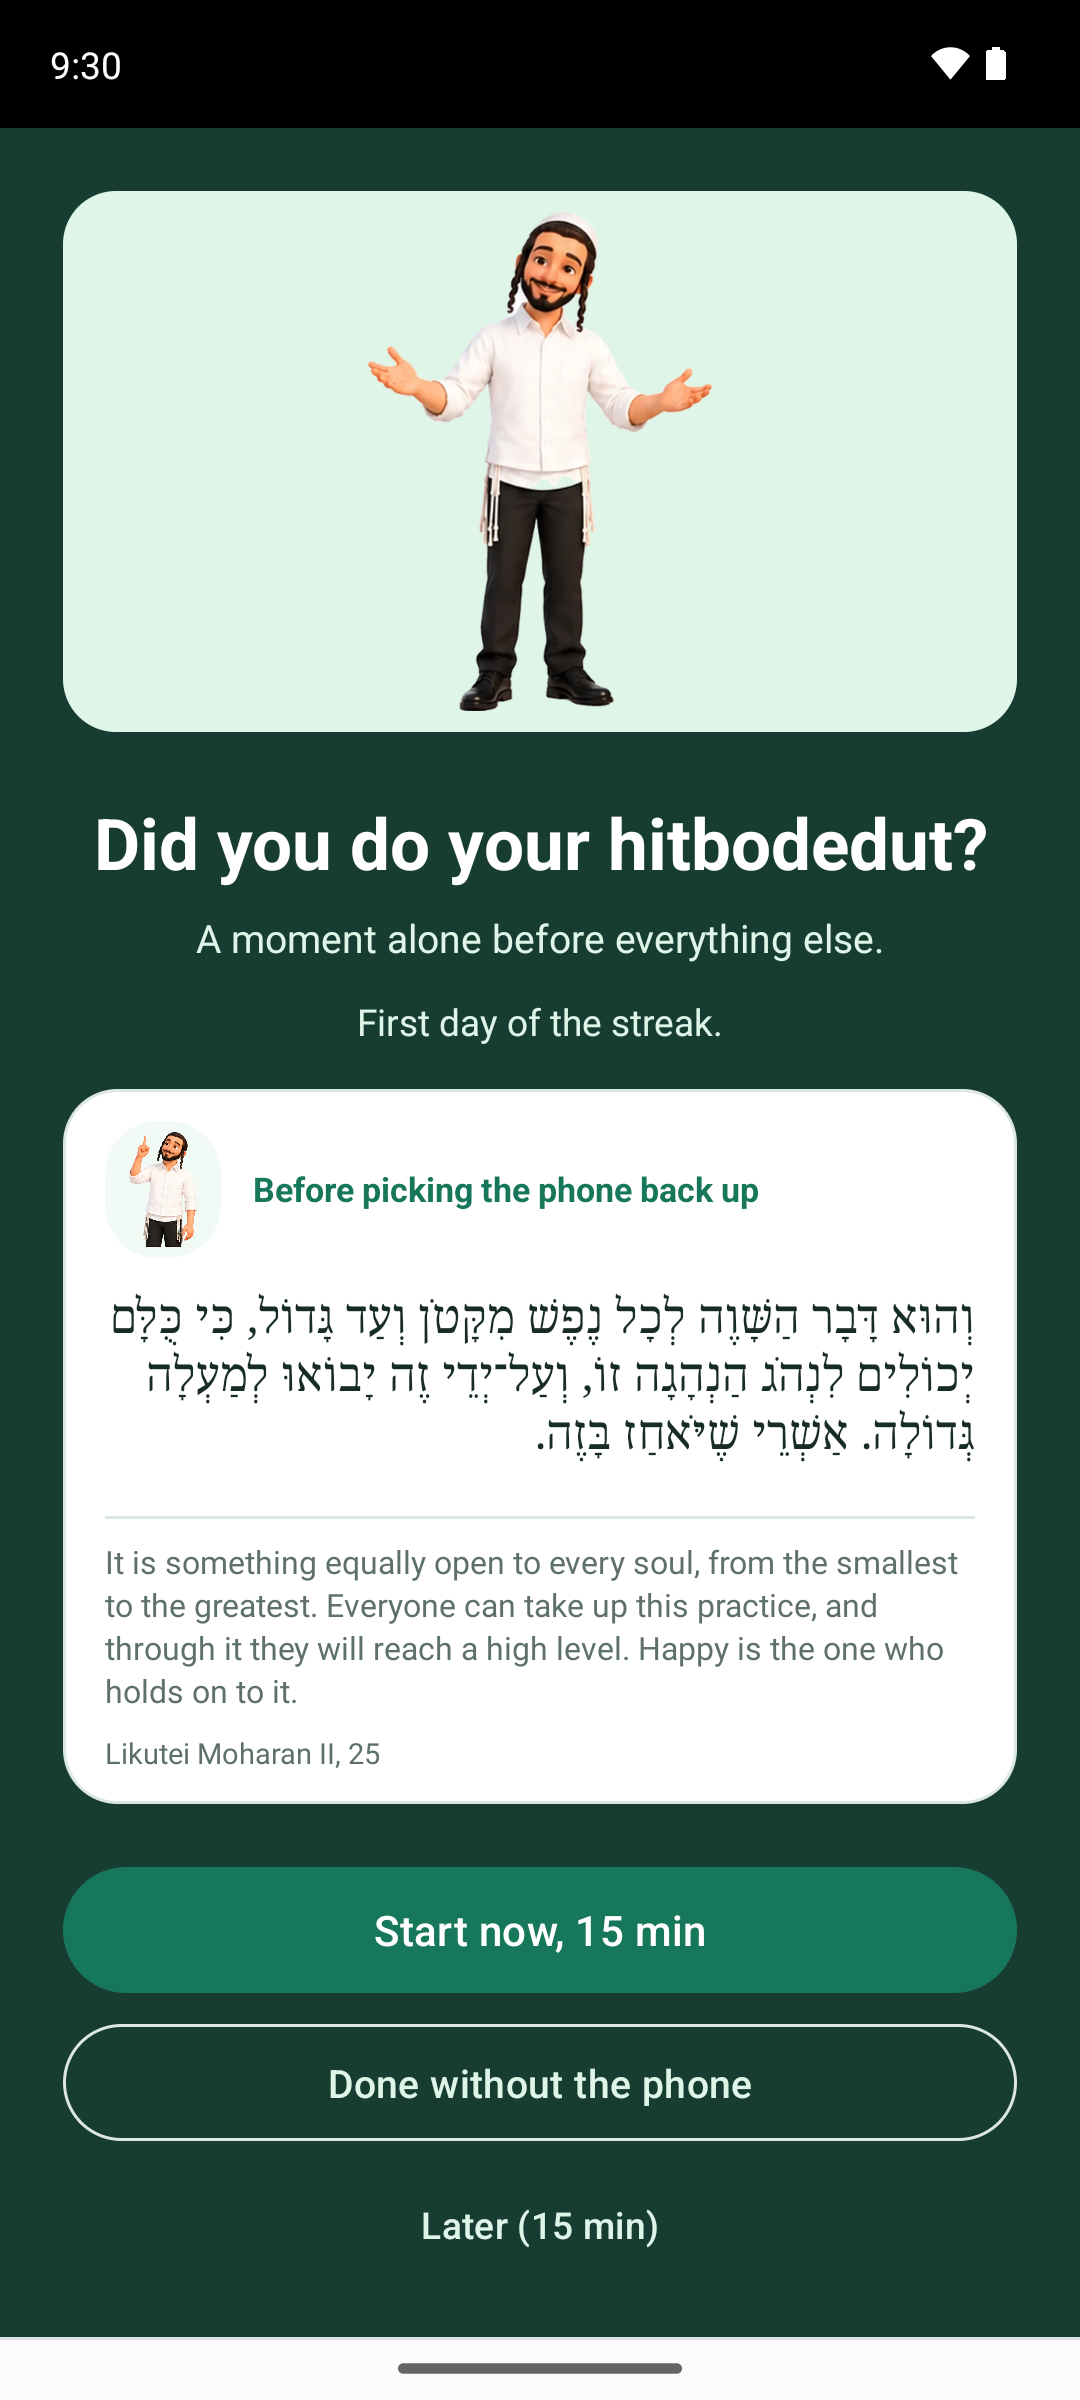 9:30
Did you do your hitbodedut?
A moment alone before everything else.
First day of the streak.
Before picking the phone back up
וְהוּא דָּבָר הַשָּׁוֶה לְכָל נֶפֶשׁ מִקָּטֹן וְעַד גָּדוֹל, כִּי כֻּלָּם
יְכוֹלִים לִנְהֹג הַנְהָגָה זוֹ, וְעַל־יְדֵי זֶה יָבוֹאוּ לְמַעְלָה
גְּדוֹלָה. אַשְׁרֵי שֶׁיֹּאחַז בָּזֶה.
It is something equally open to every soul, from the smallest
to the greatest. Everyone can take up this practice, and
through it they will reach a high level. Happy is the one who
holds on to it.
Likutei Moharan II, 25
Start now, 15 min
Done without the phone
Later (15 min)